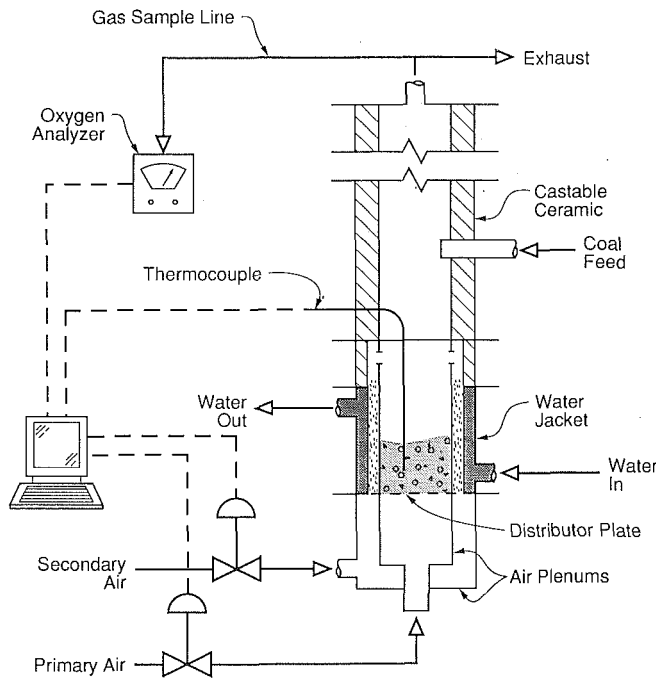 Gas Sample Line
Exhaust
Oxygen
Analyzer
Castable
Ceramic
Coal
Feed
Thermocouple
Water
Out
Water
Jacket
Water
In
Distributor Plate
Secondary
Air
Air Plenums
Primary Air